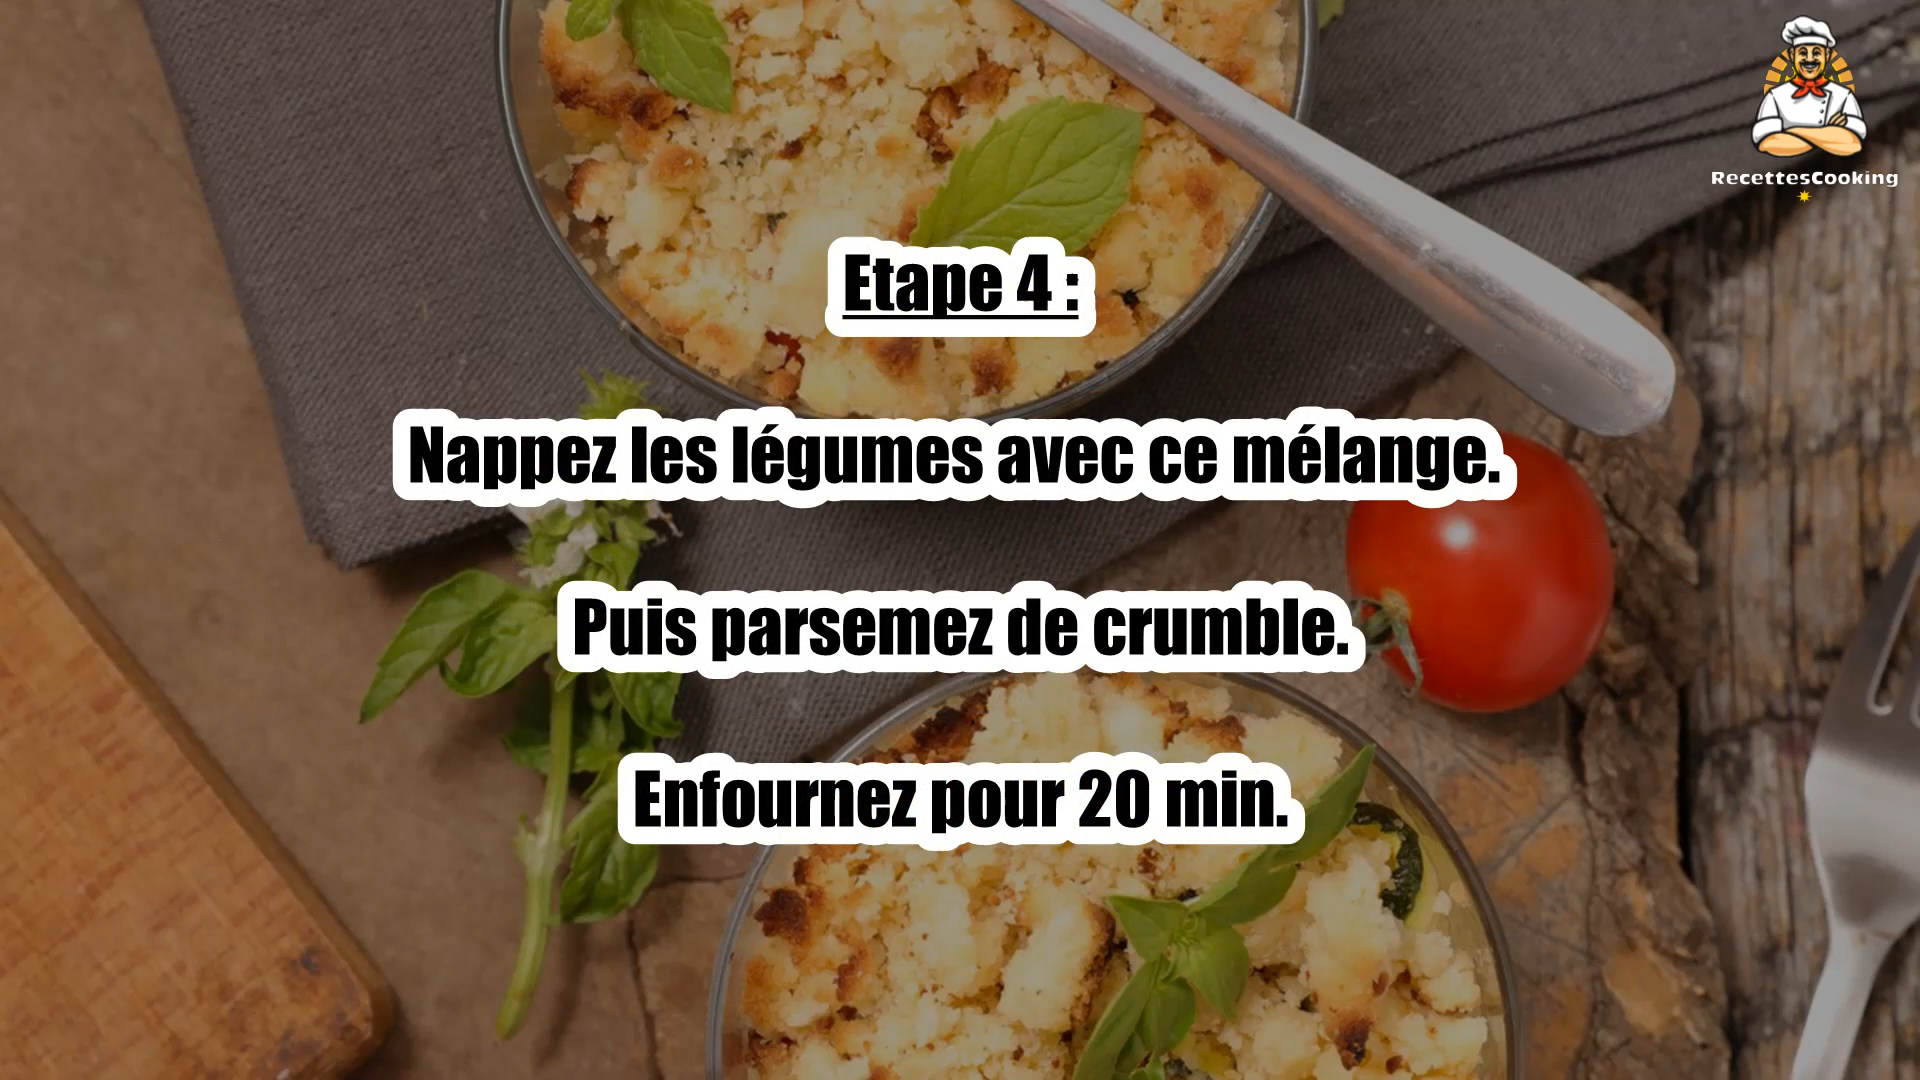 RecettesCooking
Etape 4 :
Nappez les légumes avec ce mélange.
Puis parsemez de crumble.
Enfournez pour 20 min.